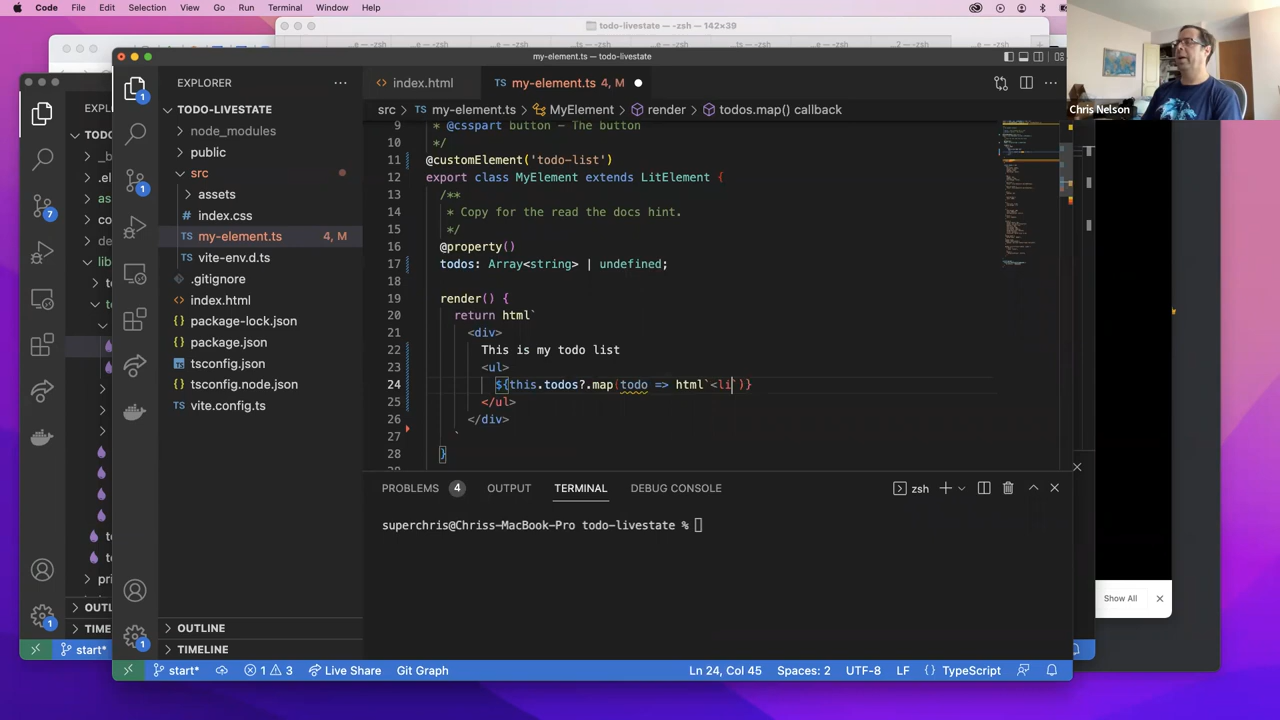 Code File Edit Selection View Go Run Terminal Window Help
todo-livestate — -zsh — 142×39
my-element.ts — todo-livestate
EXPLORER
index.html
my-element.ts 4, M
Chris Nelson
TODO-LIVESTATE
src > my-element.ts > MyElement > render > todos.map() callback
node_modules
public
src
assets
index.css
my-element.ts 4, M
vite-env.d.ts
.gitignore
index.html
package-lock.json
package.json
tsconfig.json
tsconfig.node.json
vite.config.ts
OUTLINE
TIMELINE
9 * @csspart button - The button
10 */
11 @customElement('todo-list')
12 export class MyElement extends LitElement {
13 /**
14 * Copy for the read the docs hint.
15 */
16 @property()
17 todos: Array<string> | undefined;
18
19 render() {
20 return html`
21 <div>
22 This is my todo list
23 <ul>
24 ${this.todos?.map(todo => html`<li`)}
25 </ul>
26 </div>
27 `
28 }
PROBLEMS 4 OUTPUT TERMINAL DEBUG CONSOLE
zsh
superchris@Chriss-MacBook-Pro todo-livestate %
Show All
start* 1 3 Live Share Git Graph
Ln 24, Col 45 Spaces: 2 UTF-8 LF TypeScript